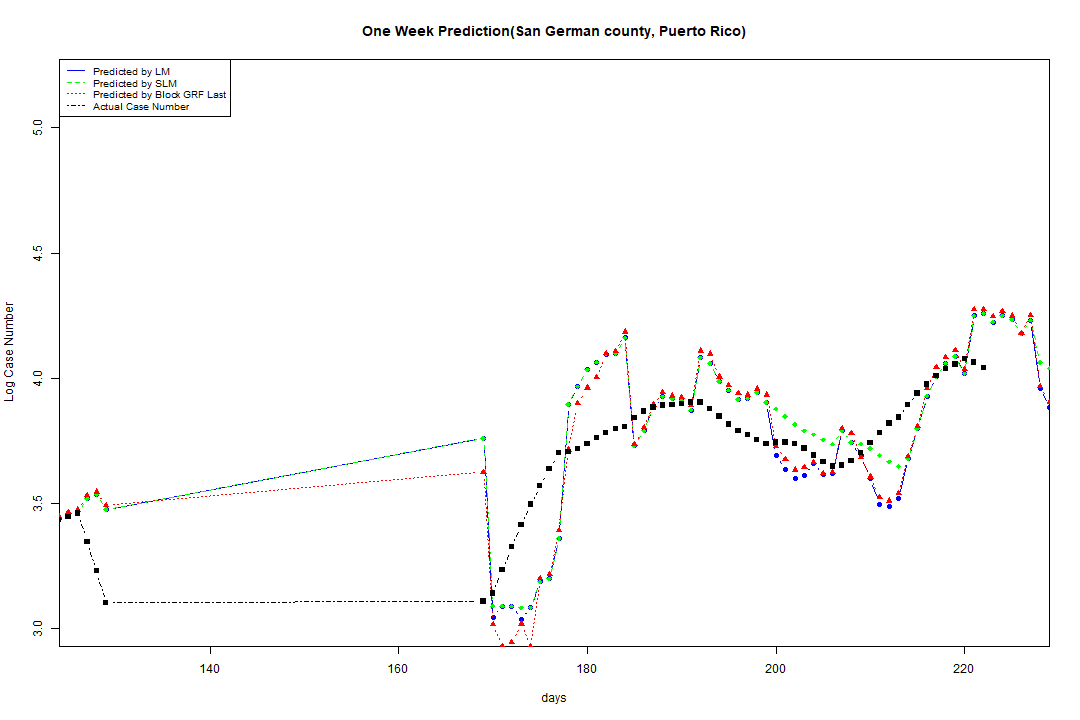 One Week Prediction(San German county, Puerto Rico)
Predicted by LM
Predicted by SLM
Predicted by Block GRF Last
Actual Case Number
Log Case Number
5.0
4.5
4.0
3.5
3.0
140 160 180 200 220
days